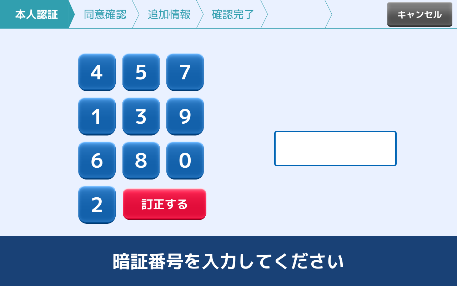 本人認証 同意確認 追加情報 確認完了 キャンセル
4 5 7
1 3 9
6 8 0
2 訂正する
暗証番号を入力してください